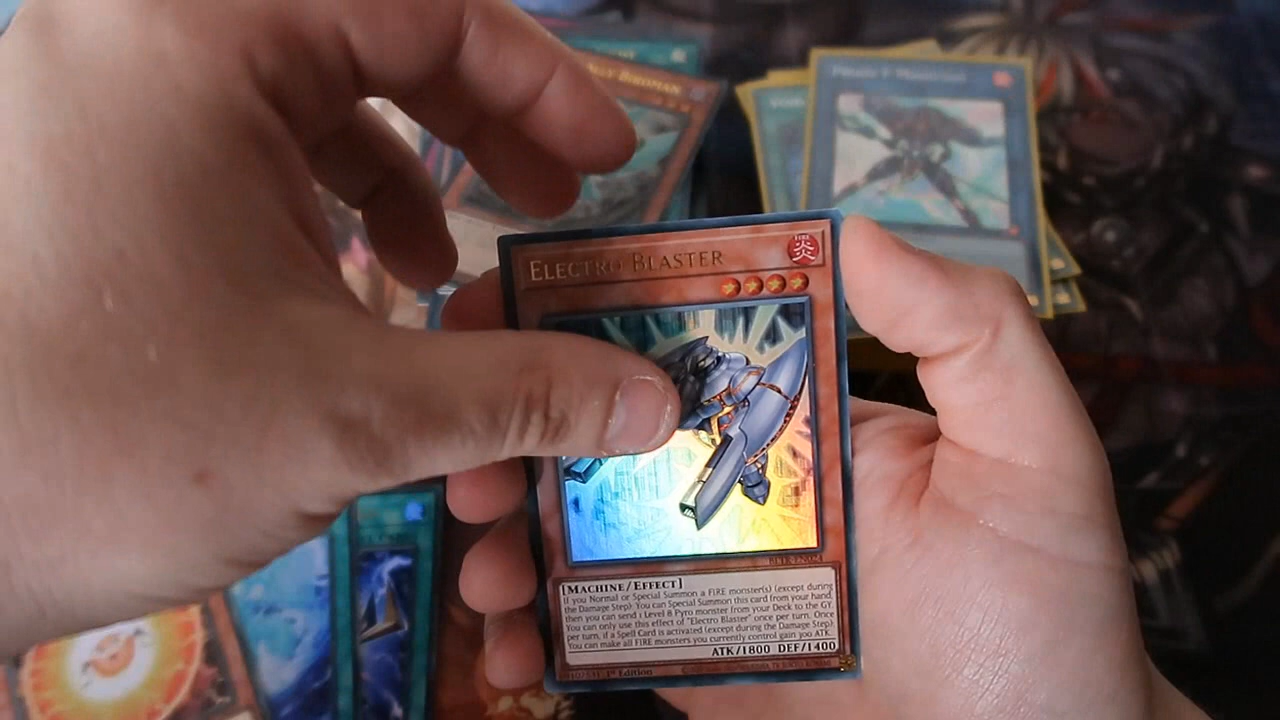 ELECTRO BLASTER
FIRE
炎
BLTR-EN024
[MACHINE/EFFECT]
If you Normal or Special Summon a FIRE monster(s) (except during
the Damage Step): You can Special Summon this card from your hand,
then you can send 1 Level 8 Pyro monster from your Deck to the GY.
You can only use this effect of "Electro Blaster" once per turn. Once
per turn, if a Spell Card is activated (except during the Damage Step):
You can make all FIRE monsters you currently control gain 300 ATK.
ATK/1800 DEF/1400
1st Edition